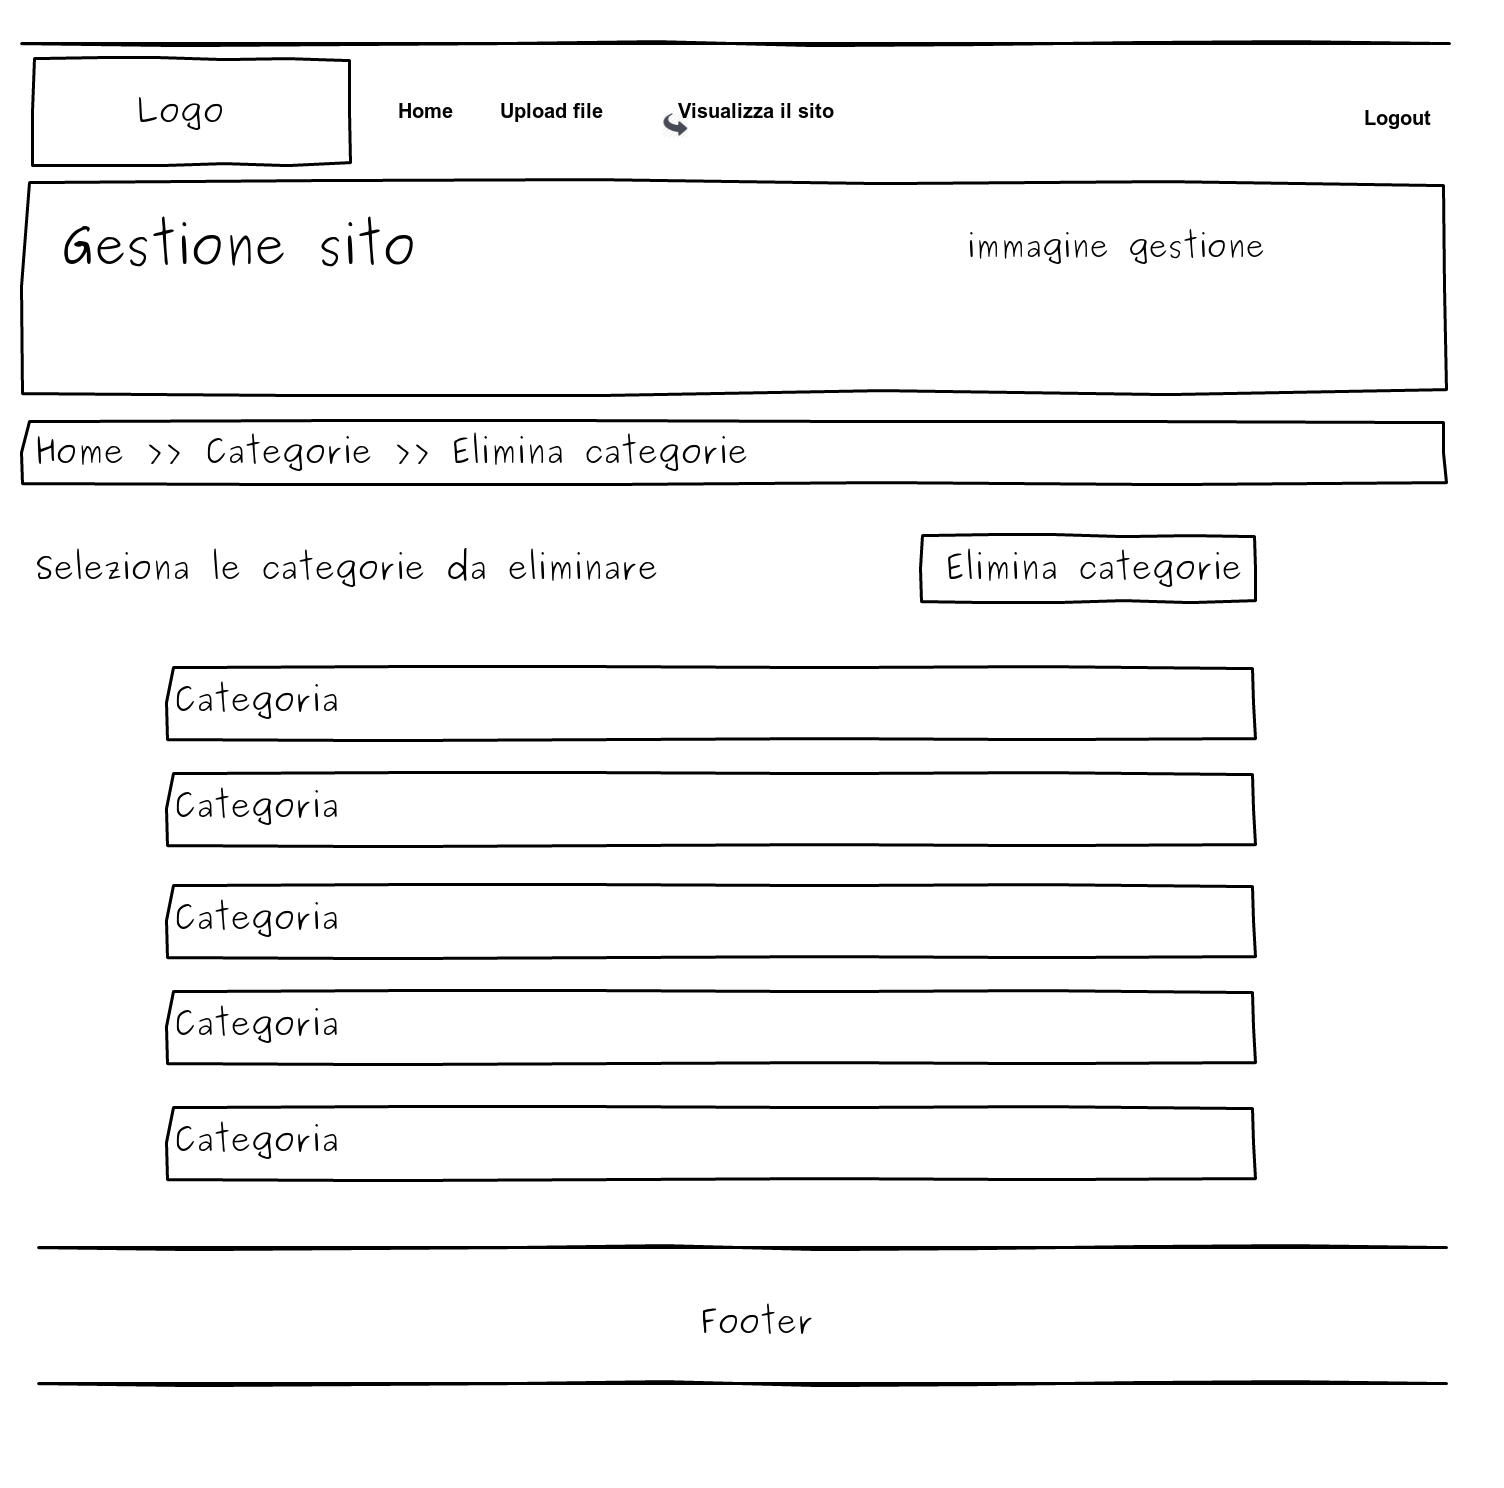 Logo
Home
Upload file
Visualizza il sito
Logout
Gestione sito
immagine gestione
Home >> Categorie >> Elimina categorie
Seleziona le categorie da eliminare
Elimina categorie
Categoria
Categoria
Categoria
Categoria
Categoria
Footer